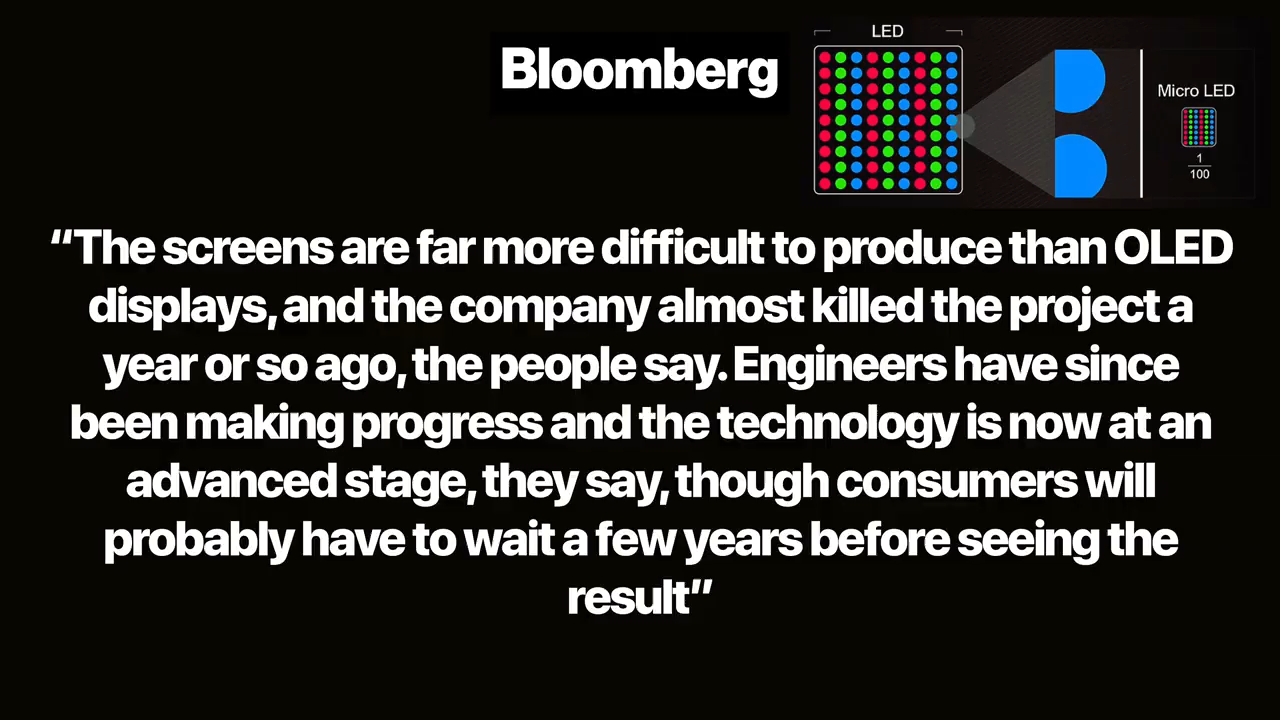 Bloomberg
LED
Micro LED
1
100
“The screens are far more difficult to produce than OLED
displays, and the company almost killed the project a
year or so ago, the people say. Engineers have since
been making progress and the technology is now at an
advanced stage, they say, though consumers will
probably have to wait a few years before seeing the
result”